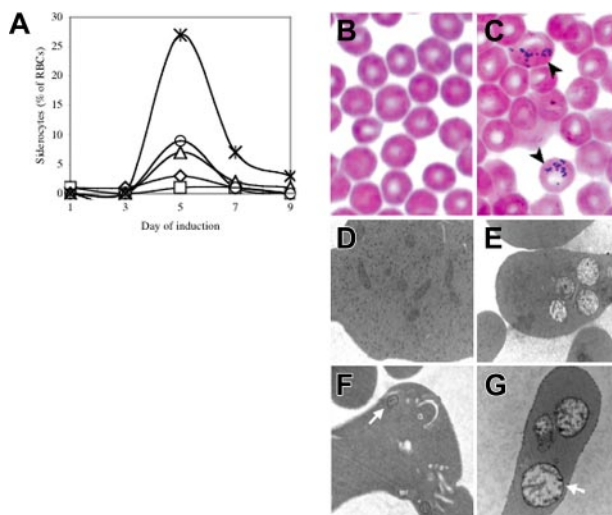 A
B
C
30
25
20
15
10
5
0
Siderocytes (% of RBCs)
1 3 5 7 9
Day of induction
D
E
F
G